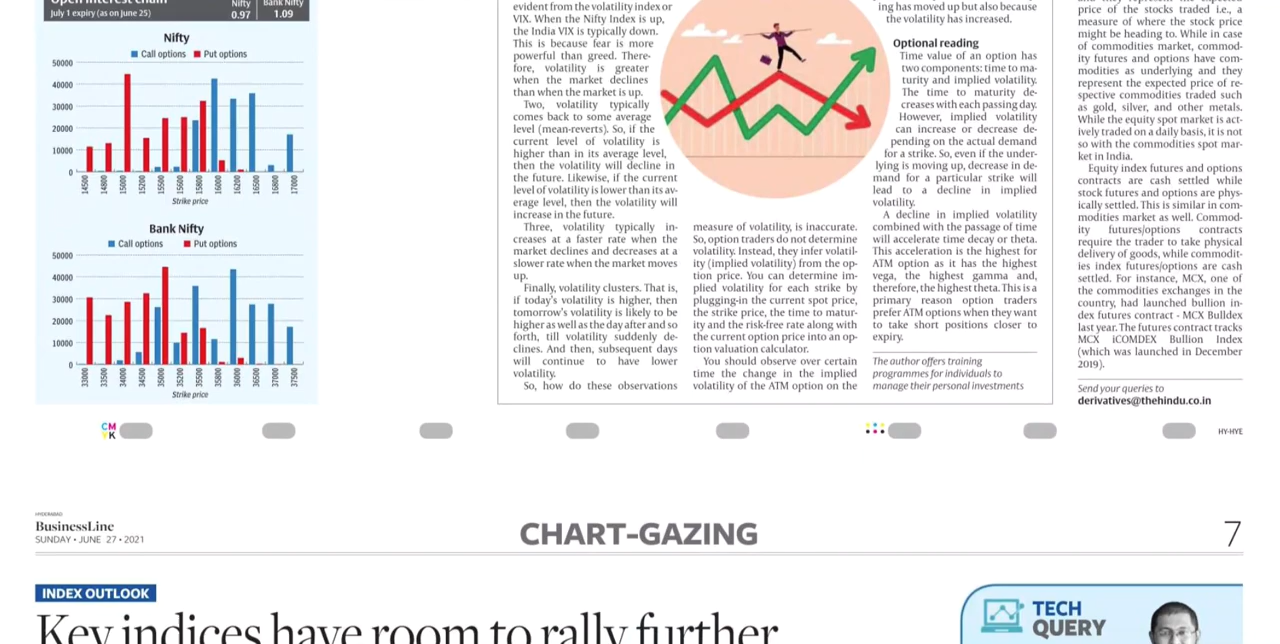 Open interest chain
July 1 expiry (as on June 25)
Nifty
0.97
Bank Nifty
1.09
Nifty
Call options Put options
50000
40000
30000
20000
10000
0
14500
14800
15000
15200
15500
15600
15800
16000
16200
16500
16800
17000
Strike price
Bank Nifty
Call options Put options
50000
40000
30000
20000
10000
0
33000
33500
34000
34500
35000
35200
35500
35800
36000
36500
37000
37500
Strike price
evident from the volatility index or
VIX. When the Nifty Index is up,
the India VIX is typically down.
This is because fear is more
powerful than greed. There-
fore, volatility is greater
when the market declines
than when the market is up.
Two, volatility typically
comes back to some average
level (mean-reverts). So, if the
current level of volatility is
higher than in its average level,
then the volatility will decline in
the future. Likewise, if the current
level of volatility is lower than its av-
erage level, then the volatility will
increase in the future.
Three, volatility typically in-
creases at a faster rate when the
market declines and decreases at a
slower rate when the market moves
up.
Finally, volatility clusters. That is,
if today's volatility is higher, then
tomorrow's volatility is likely to be
higher as well as the day after and so
forth, till volatility suddenly de-
clines. And then, subsequent days
will continue to have lower
volatility.
So, how do these observations
measure of volatility, is inaccurate.
So, option traders do not determine
volatility. Instead, they infer volatil-
ity (implied volatility) from the op-
tion price. You can determine im-
plied volatility for each strike by
plugging-in the current spot price,
the strike price, the time to matur-
ity and the risk-free rate along with
the current option price into an op-
tion valuation calculator.
You should observe over certain
time the change in the implied
volatility of the ATM option on the
ing has moved up but also because
the volatility has increased.
Optional reading
Time value of an option has
two components: time to ma-
turity and implied volatility.
The time to maturity de-
creases with each passing day.
However, implied volatility
can increase or decrease de-
pending on the actual demand
for a strike. So, even if the under-
lying is moving up, decrease in de-
mand for a particular strike will
lead to a decline in implied
volatility.
A decline in implied volatility
combined with the passage of time
will accelerate time decay or theta.
This acceleration is the highest for
ATM option as it has the highest
vega, the highest gamma and,
therefore, the highest theta. This is a
primary reason option traders
prefer ATM options when they want
to take short positions closer to
expiry.
The author offers training
programmes for individuals to
manage their personal investments
price of the stocks traded i.e., a
measure of where the stock price
might be heading to. While in case
of commodities market, commod-
ity futures and options have com-
modities as underlying and they
represent the expected price of re-
spective commodities traded such
as gold, silver, and other metals.
While the equity spot market is act-
ively traded on a daily basis, it is not
so with the commodities spot mar-
ket in India.
Equity index futures and options
contracts are cash settled while
stock futures and options are phys-
ically settled. This is similar in com-
modities market as well. Commod-
ity futures/options contracts
require the trader to take physical
delivery of goods, while commodit-
ies index futures/options are cash
settled. For instance, MCX, one of
the commodities exchanges in the
country, had launched bullion in-
dex futures contract - MCX Bulldex
last year. The futures contract tracks
MCX iCOMDEX Bullion Index
(which was launched in December
2019).
Send your queries to
derivatives@thehindu.co.in
CM
YK
HY-HYE
HYDERABAD
BusinessLine
SUNDAY • JUNE 27 • 2021
CHART-GAZING
7
INDEX OUTLOOK
Key indices have room to rally further
TECH
QUERY